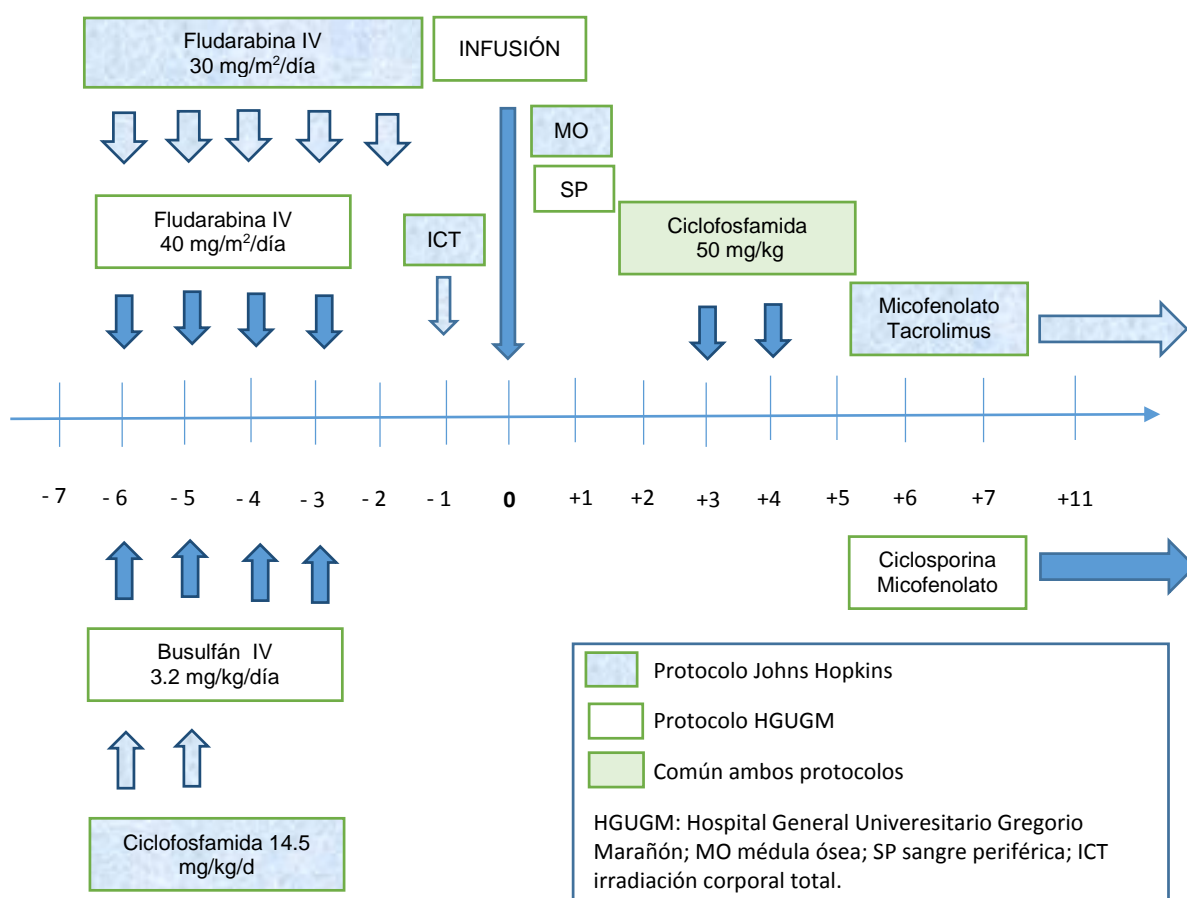 Fludarabina IV
30 mg/m²/día
INFUSIÓN
MO
SP
Fludarabina IV
40 mg/m²/día
ICT
Ciclofosfamida
50 mg/kg
Micofenolato
Tacrolimus
- 7 - 6 - 5 - 4 - 3 - 2 - 1 0 +1 +2 +3 +4 +5 +6 +7 +11
Ciclosporina
Micofenolato
Busulfán IV
3.2 mg/kg/día
Ciclofosfamida 14.5
mg/kg/d
Protocolo Johns Hopkins
Protocolo HGUGM
Común ambos protocolos
HGUGM: Hospital General Univeresitario Gregorio
Marañón; MO médula ósea; SP sangre periférica; ICT
irradiación corporal total.